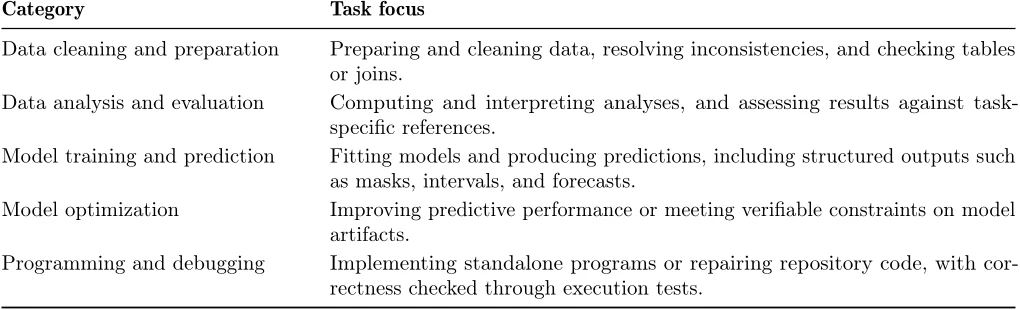 Category Task focus
Data cleaning and preparation Preparing and cleaning data, resolving inconsistencies, and checking tables
or joins.
Data analysis and evaluation Computing and interpreting analyses, and assessing results against task-
specific references.
Model training and prediction Fitting models and producing predictions, including structured outputs such
as masks, intervals, and forecasts.
Model optimization Improving predictive performance or meeting verifiable constraints on model
artifacts.
Programming and debugging Implementing standalone programs or repairing repository code, with cor-
rectness checked through execution tests.